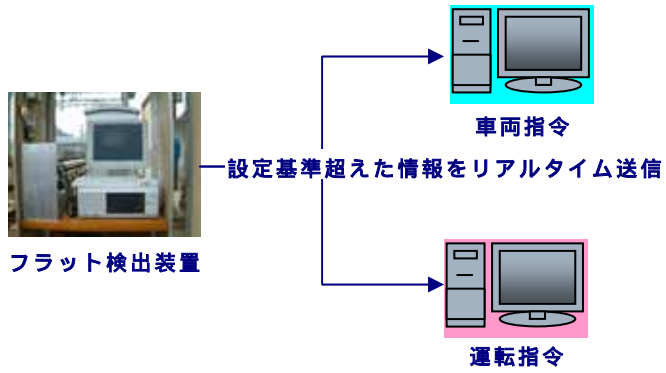 車両指令
設定基準超えた情報をリアルタイム送信
フラット検出装置
運転指令